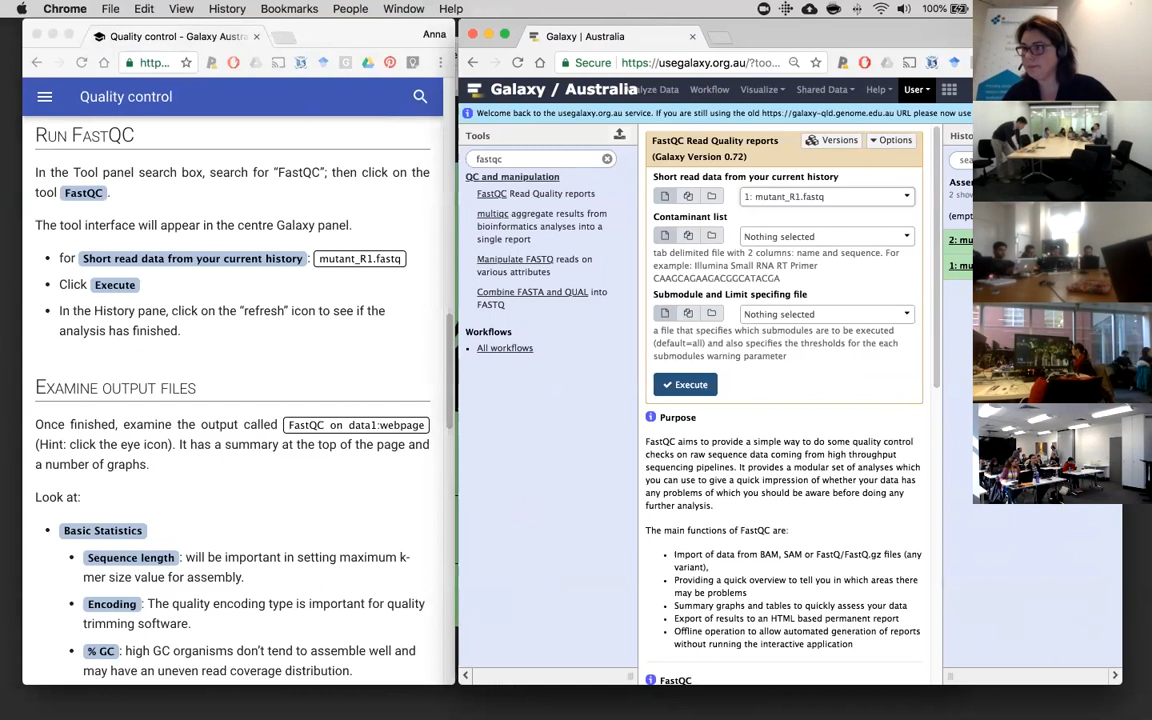 Chrome File Edit View History Bookmarks People Window Help 100%
Quality control - Galaxy Austra Anna
http...
Quality control
RUN FASTQC
In the Tool panel search box, search for “FastQC”; then click on the
tool FastQC.
The tool interface will appear in the centre Galaxy panel.
for Short read data from your current history: mutant_R1.fastq
Click Execute
In the History pane, click on the “refresh” icon to see if the
analysis has finished.
EXAMINE OUTPUT FILES
Once finished, examine the output called FastQC on data1:webpage
(Hint: click the eye icon). It has a summary at the top of the page and
a number of graphs.
Look at:
Basic Statistics
Sequence length: will be important in setting maximum k-
mer size value for assembly.
Encoding: The quality encoding type is important for quality
trimming software.
% GC: high GC organisms don’t tend to assemble well and
may have an uneven read coverage distribution.
Galaxy | Australia
Secure https://usegalaxy.org.au/?too...
Galaxy / Australia alyze Data Workflow Visualize Shared Data Help User
Welcome back to the usegalaxy.org.au service. If you are still using the old https://galaxy-qld.genome.edu.au URL please now use
Tools
fastqc
QC and manipulation
FastQC Read Quality reports
multiqc aggregate results from
bioinformatics analyses into a
single report
Manipulate FASTQ reads on
various attributes
Combine FASTA and QUAL into
FASTQ
Workflows
All workflows
FastQC Read Quality reports
(Galaxy Version 0.72)
Versions Options
Short read data from your current history
1: mutant_R1.fastq
Contaminant list
Nothing selected
tab delimited file with 2 columns: name and sequence. For
example: Illumina Small RNA RT Primer
CAAGCAGAAGACGGCATACGA
Submodule and Limit specifing file
Nothing selected
a file that specifies which submodules are to be executed
(default=all) and also specifies the thresholds for the each
submodules warning parameter
Execute
Purpose
FastQC aims to provide a simple way to do some quality control
checks on raw sequence data coming from high throughput
sequencing pipelines. It provides a modular set of analyses which
you can use to give a quick impression of whether your data has
any problems of which you should be aware before doing any
further analysis.
The main functions of FastQC are:
Import of data from BAM, SAM or FastQ/FastQ.gz files (any
variant),
Providing a quick overview to tell you in which areas there
may be problems
Summary graphs and tables to quickly assess your data
Export of results to an HTML based permanent report
Offline operation to allow automated generation of reports
without running the interactive application
FastQC
Histo
sea
Asse
2 show
(empt
2: mu
1: mu